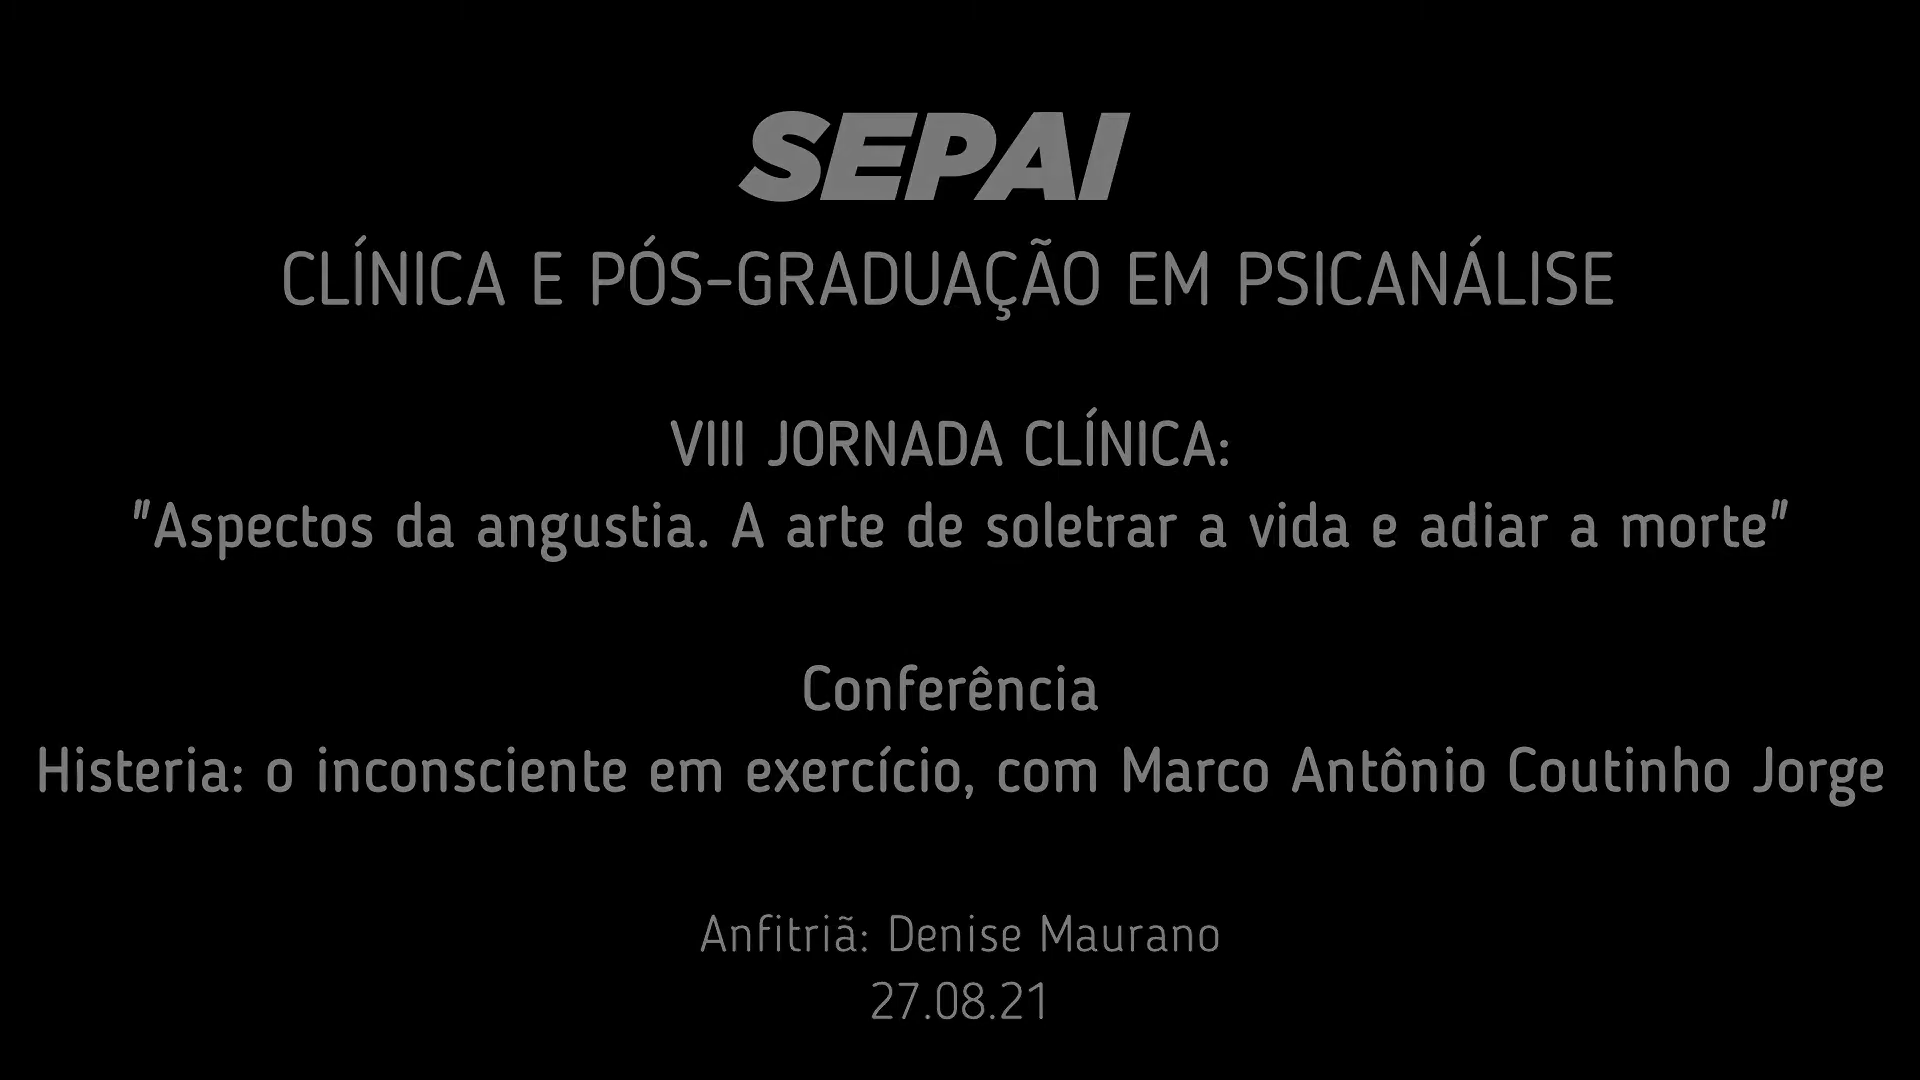 SEPAI
CLÍNICA E PÓS-GRADUAÇÃO EM PSICANÁLISE
VIII JORNADA CLÍNICA:
"Aspectos da angustia. A arte de soletrar a vida e adiar a morte"
Conferência
Histeria: o inconsciente em exercício, com Marco Antônio Coutinho Jorge
Anfitriã: Denise Maurano
27.08.21